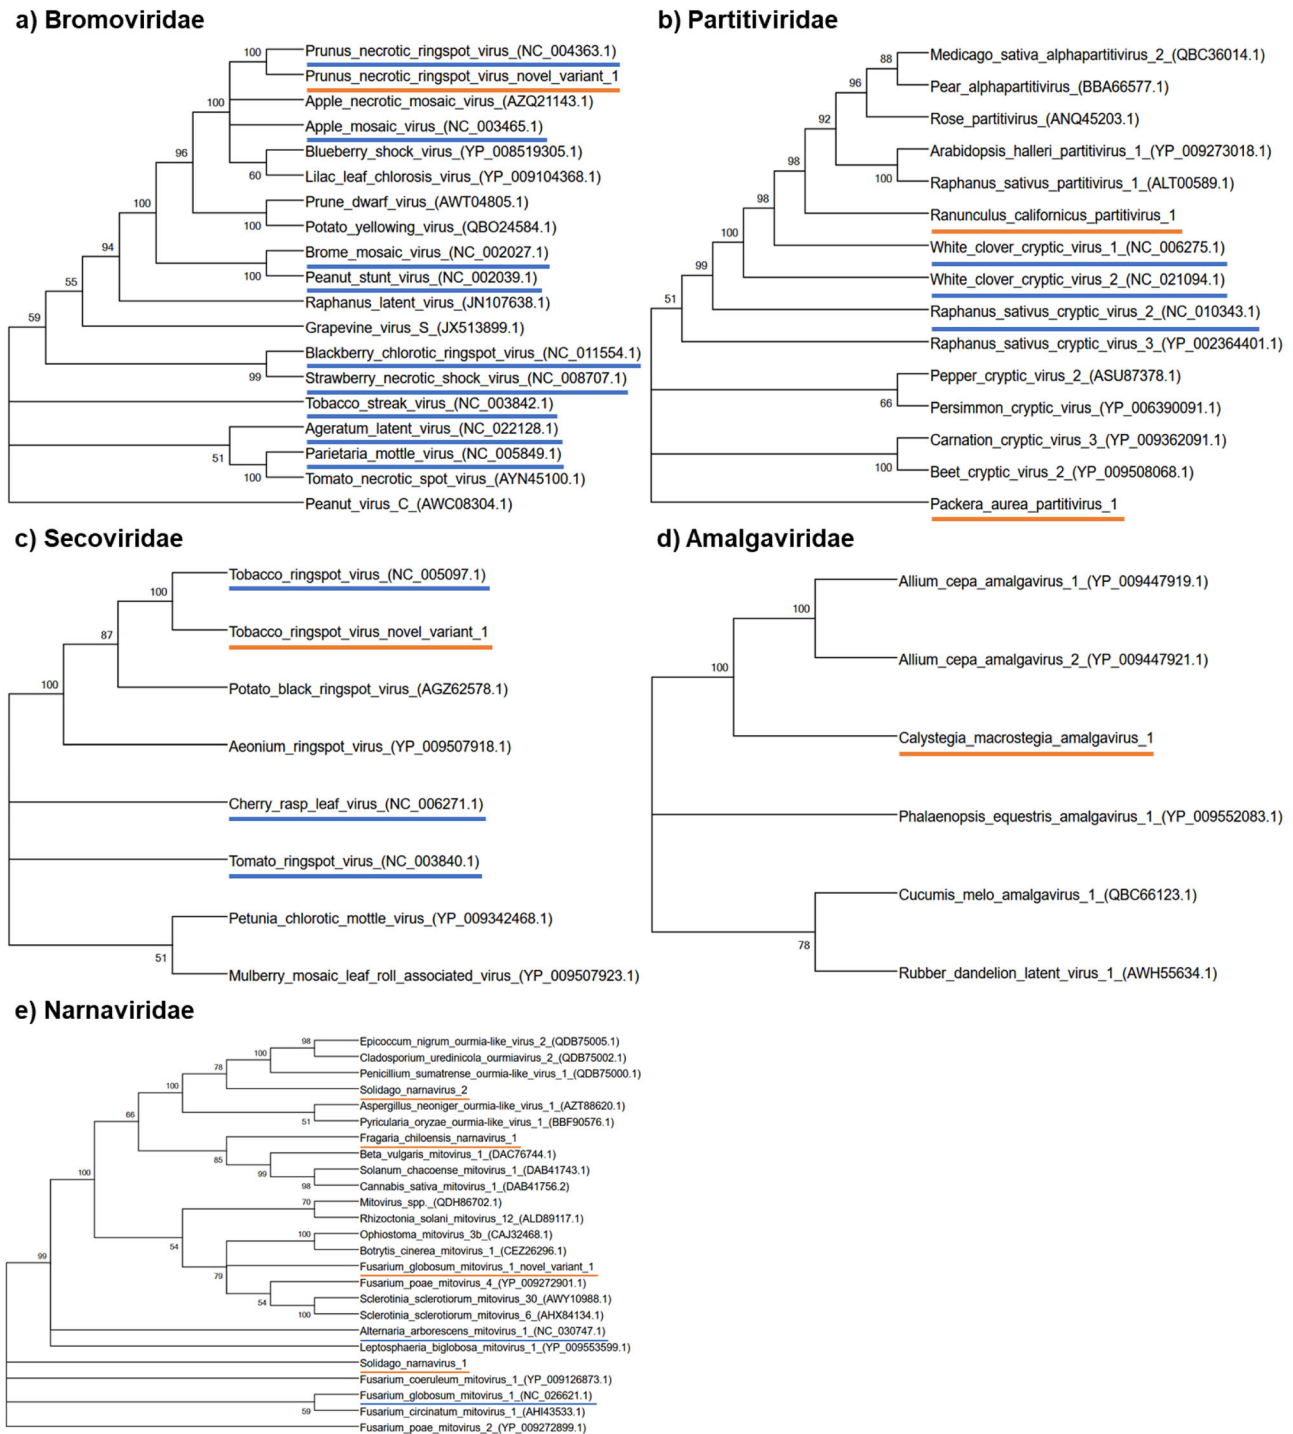 a) Bromoviridae
100
Prunus_necrotic_ringspot_virus_(NC_004363.1)
Prunus_necrotic_ringspot_virus_novel_variant_1
100
Apple_necrotic_mosaic_virus_(AZQ21143.1)
Apple_mosaic_virus_(NC_003465.1)
96
Blueberry_shock_virus_(YP_008519305.1)
60
Lilac_leaf_chlorosis_virus_(YP_009104368.1)
100
Prune_dwarf_virus_(AWT04805.1)
100
Potato_yellowing_virus_(QBO24584.1)
94
Brome_mosaic_virus_(NC_002027.1)
100
Peanut_stunt_virus_(NC_002039.1)
55
Raphanus_latent_virus_(JN107638.1)
59
Grapevine_virus_S_(JX513899.1)
Blackberry_chlorotic_ringspot_virus_(NC_011554.1)
99
Strawberry_necrotic_shock_virus_(NC_008707.1)
Tobacco_streak_virus_(NC_003842.1)
Ageratum_latent_virus_(NC_022128.1)
51
Parietaria_mottle_virus_(NC_005849.1)
100
Tomato_necrotic_spot_virus_(AYN45100.1)
Peanut_virus_C_(AWC08304.1)
b) Partitiviridae
88
Medicago_sativa_alphapartitivirus_2_(QBC36014.1)
96
Pear_alphapartitivirus_(BBA66577.1)
92
Rose_partitivirus_(ANQ45203.1)
98
Arabidopsis_halleri_partitivirus_1_(YP_009273018.1)
100
Raphanus_sativus_partitivirus_1_(ALT00589.1)
98
Ranunculus_californicus_partitivirus_1
100
White_clover_cryptic_virus_1_(NC_006275.1)
99
White_clover_cryptic_virus_2_(NC_021094.1)
51
Raphanus_sativus_cryptic_virus_2_(NC_010343.1)
Raphanus_sativus_cryptic_virus_3_(YP_002364401.1)
Pepper_cryptic_virus_2_(ASU87378.1)
66
Persimmon_cryptic_virus_(YP_006390091.1)
Carnation_cryptic_virus_3_(YP_009362091.1)
100
Beet_cryptic_virus_2_(YP_009508068.1)
Packera_aurea_partitivirus_1
c) Secoviridae
Tobacco_ringspot_virus_(NC_005097.1)
100
87
Tobacco_ringspot_virus_novel_variant_1
100
Potato_black_ringspot_virus_(AGZ62578.1)
Aeonium_ringspot_virus_(YP_009507918.1)
Cherry_rasp_leaf_virus_(NC_006271.1)
Tomato_ringspot_virus_(NC_003840.1)
Petunia_chlorotic_mottle_virus_(YP_009342468.1)
51
Mulberry_mosaic_leaf_roll_associated_virus_(YP_009507923.1)
d) Amalgaviridae
Allium_cepa_amalgavirus_1_(YP_009447919.1)
100
Allium_cepa_amalgavirus_2_(YP_009447921.1)
100
Calystegia_macrostegia_amalgavirus_1
Phalaenopsis_equestris_amalgavirus_1_(YP_009552083.1)
Cucumis_melo_amalgavirus_1_(QBC66123.1)
78
Rubber_dandelion_latent_virus_1_(AWH55634.1)
e) Narnaviridae
98
Epicoccum_nigrum_ourmia-like_virus_2_(QDB75005.1)
100
Cladosporium_uredinicola_ourmiavirus_2_(QDB75002.1)
78
Penicillium_sumatrense_ourmia-like_virus_1_(QDB75000.1)
100
Solidago_narnavirus_2
66
Aspergillus_neoniger_ourmia-like_virus_1_(AZT88620.1)
51
Pyricularia_oryzae_ourmia-like_virus_1_(BBF90576.1)
Fragaria_chiloensis_narnavirus_1
85
Beta_vulgaris_mitovirus_1_(DAC76744.1)
100
99
Solanum_chacoense_mitovirus_1_(DAB41743.1)
98
Cannabis_sativa_mitovirus_1_(DAB41756.2)
70
Mitovirus_spp._(QDH86702.1)
Rhizoctonia_solani_mitovirus_12_(ALD89117.1)
100
Ophiostoma_mitovirus_3b_(CAJ32468.1)
54
Botrytis_cinerea_mitovirus_1_(CEZ26296.1)
99
79
Fusarium_globosum_mitovirus_1_novel_variant_1
Fusarium_poae_mitovirus_4_(YP_009272901.1)
54
Sclerotinia_sclerotiorum_mitovirus_30_(AWY10988.1)
100
Sclerotinia_sclerotiorum_mitovirus_6_(AHX84134.1)
Alternaria_arborescens_mitovirus_1_(NC_030747.1)
Leptosphaeria_biglobosa_mitovirus_1_(YP_009553599.1)
Solidago_narnavirus_1
Fusarium_coeruleum_mitovirus_1_(YP_009126873.1)
Fusarium_globosum_mitovirus_1_(NC_026621.1)
59
Fusarium_circinatum_mitovirus_1_(AHI43533.1)
Fusarium_poae_mitovirus_2_(YP_009272899.1)